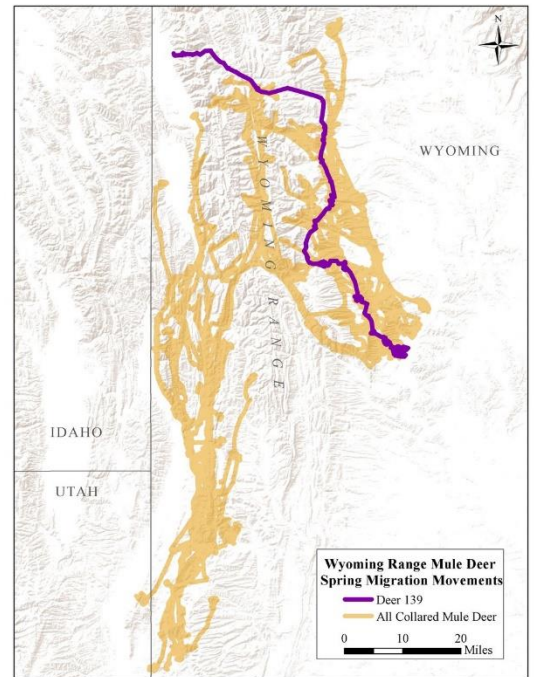 N
WYOMING
WYOMING RANGE
IDAHO
UTAH
Wyoming Range Mule Deer
Spring Migration Movements
Deer 139
All Collared Mule Deer
0 10 20
Miles